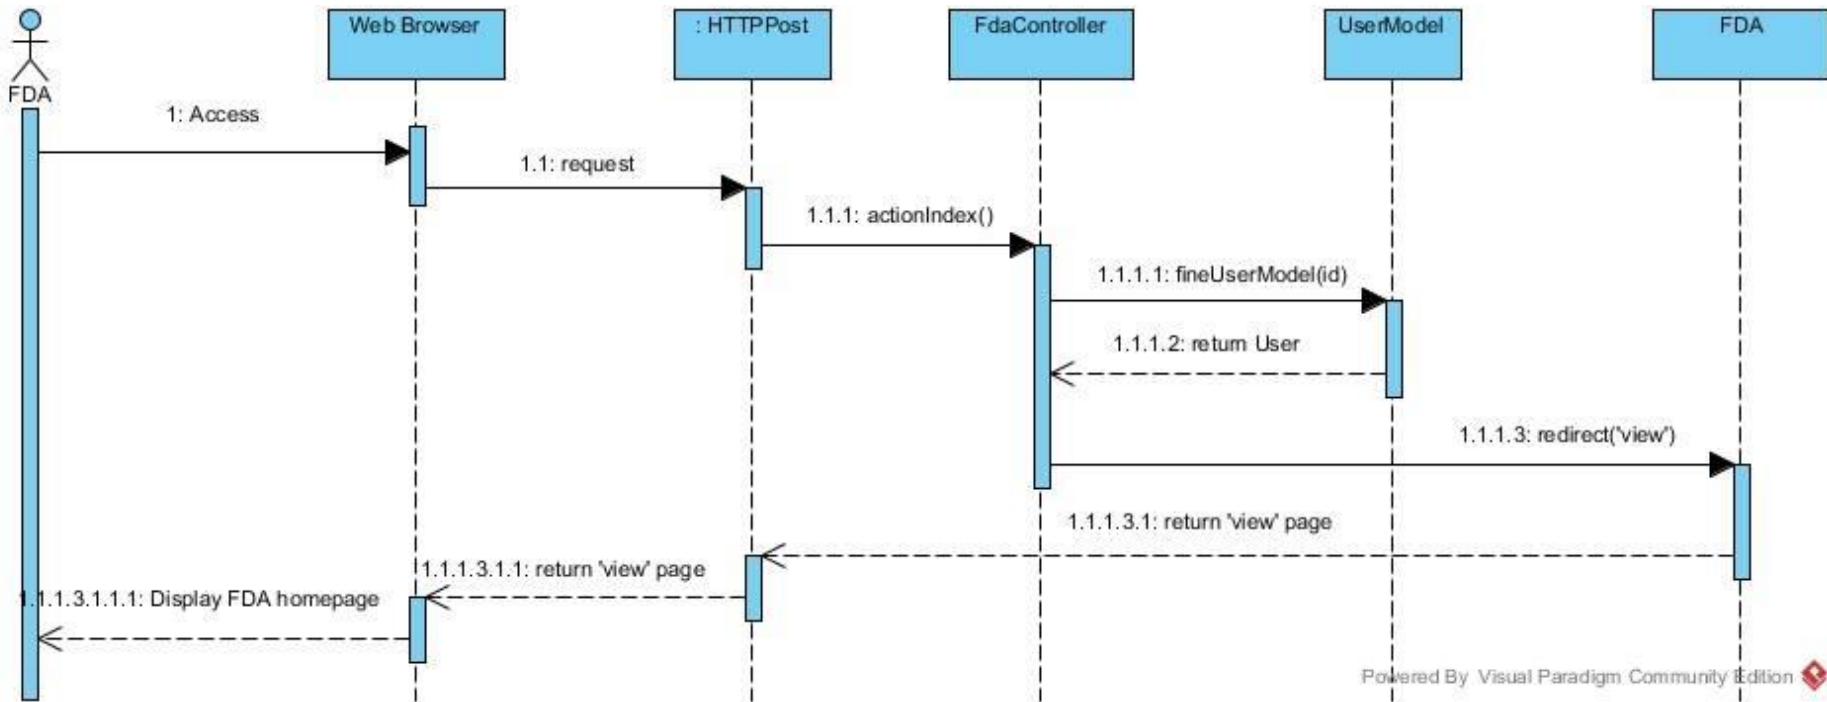 Web Browser
: HTTPPost
FdaController
UserModel
FDA
FDA
1: Access
1.1: request
1.1.1: actionIndex()
1.1.1.1: fineUserModel(id)
1.1.1.2: return User
1.1.1.3: redirect('view')
1.1.1.3.1: return 'view' page
1.1.1.3.1.1: return 'view' page
1.1.1.3.1.1.1: Display FDA homepage
Powered By Visual Paradigm Community Edition